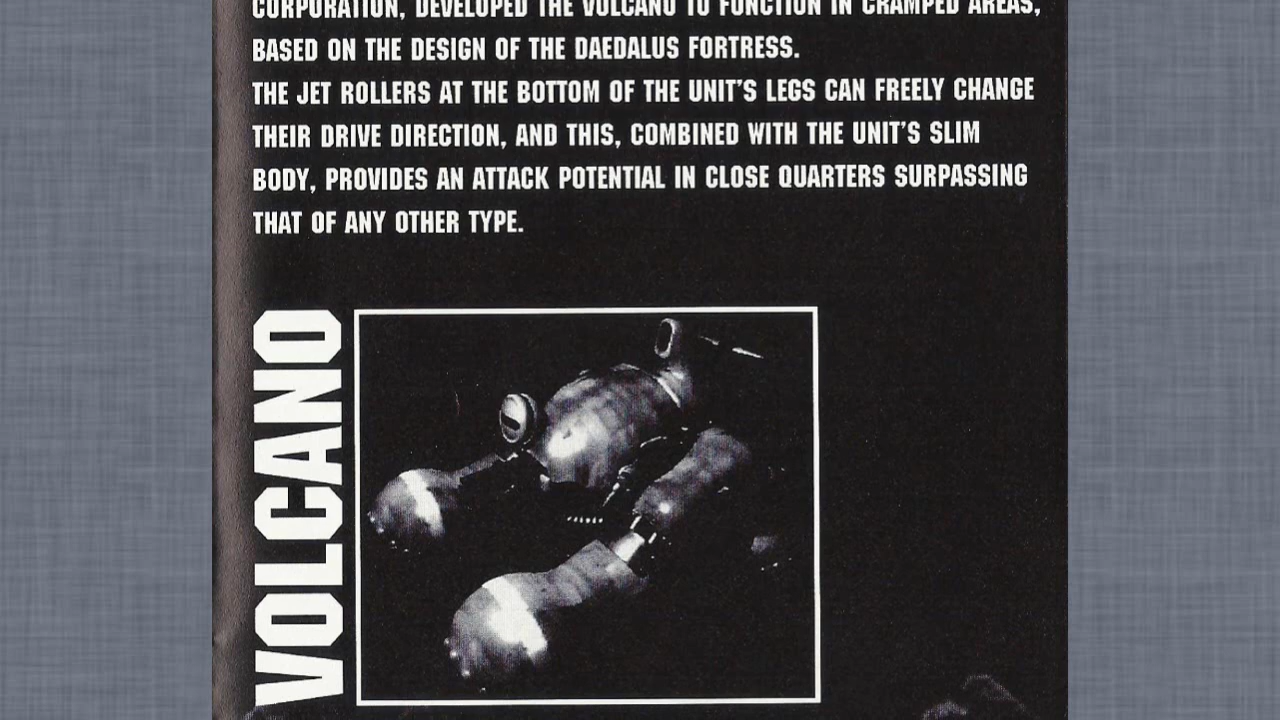 CORPORATION, DEVELOPED THE VOLCANO TO FUNCTION IN CRAMPED AREAS,
BASED ON THE DESIGN OF THE DAEDALUS FORTRESS.
THE JET ROLLERS AT THE BOTTOM OF THE UNIT'S LEGS CAN FREELY CHANGE
THEIR DRIVE DIRECTION, AND THIS, COMBINED WITH THE UNIT'S SLIM
BODY, PROVIDES AN ATTACK POTENTIAL IN CLOSE QUARTERS SURPASSING
THAT OF ANY OTHER TYPE.
VOLCANO